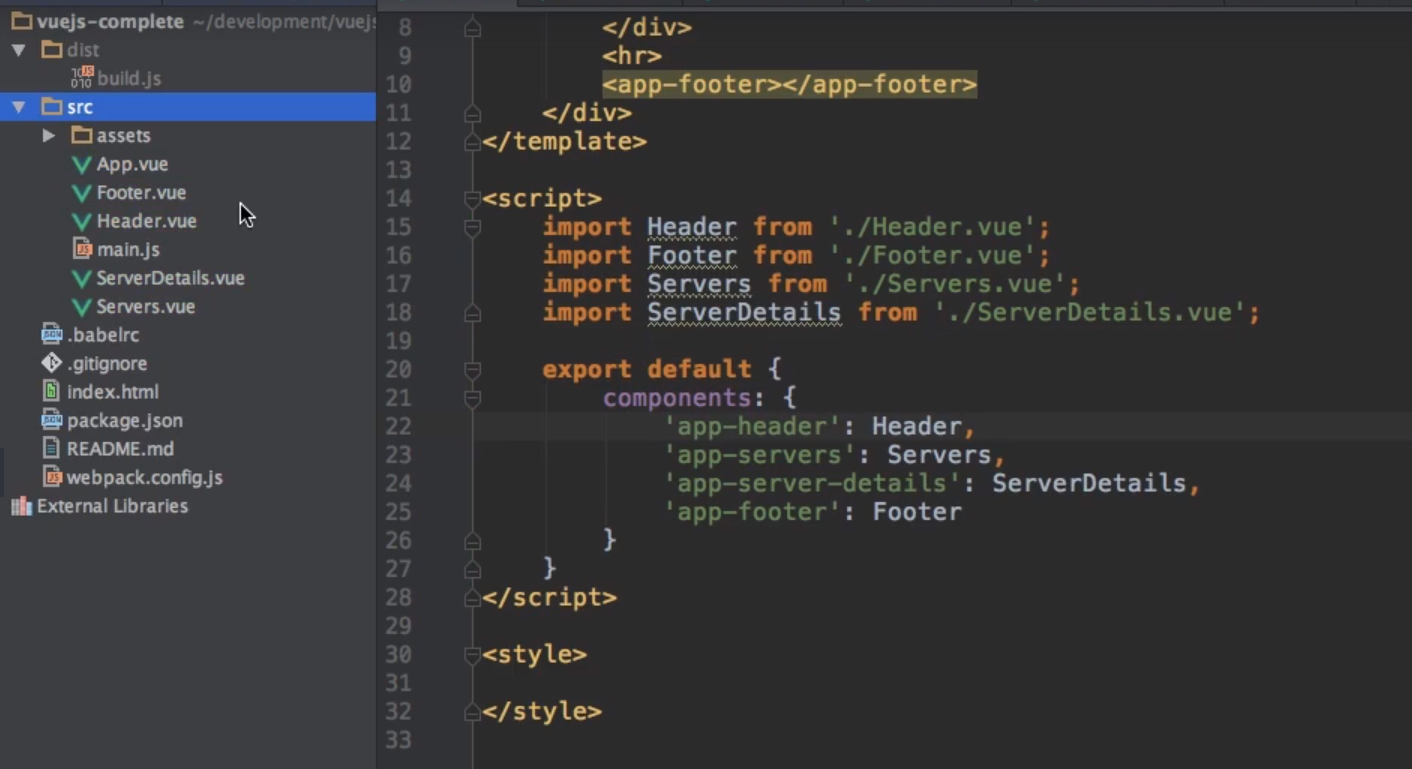 vuejs-complete ~/development/vuejs
dist
build.js
src
assets
App.vue
Footer.vue
Header.vue
main.js
ServerDetails.vue
Servers.vue
.babelrc
.gitignore
index.html
package.json
README.md
webpack.config.js
External Libraries
8 </div>
9 <hr>
10 <app-footer></app-footer>
11 </div>
12 </template>
13
14 <script>
15 import Header from './Header.vue';
16 import Footer from './Footer.vue';
17 import Servers from './Servers.vue';
18 import ServerDetails from './ServerDetails.vue';
19
20 export default {
21 components: {
22 'app-header': Header,
23 'app-servers': Servers,
24 'app-server-details': ServerDetails,
25 'app-footer': Footer
26 }
27 }
28 </script>
29
30 <style>
31
32 </style>
33